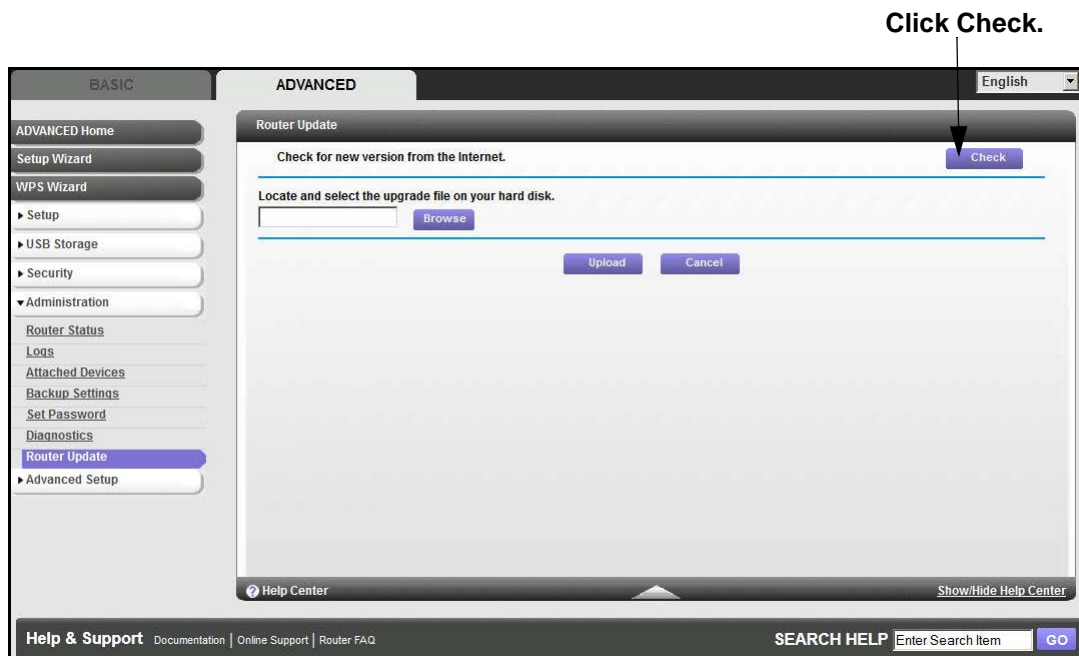 Click Check.
BASIC
ADVANCED
English
ADVANCED Home
Setup Wizard
WPS Wizard
Setup
USB Storage
Security
Administration
Router Status
Logs
Attached Devices
Backup Settings
Set Password
Diagnostics
Router Update
Advanced Setup
Router Update
Check for new version from the Internet.
Check
Locate and select the upgrade file on your hard disk.
Browse
Upload
Cancel
Help Center
Show/Hide Help Center
Help & Support Documentation | Online Support | Router FAQ
SEARCH HELP Enter Search Item GO